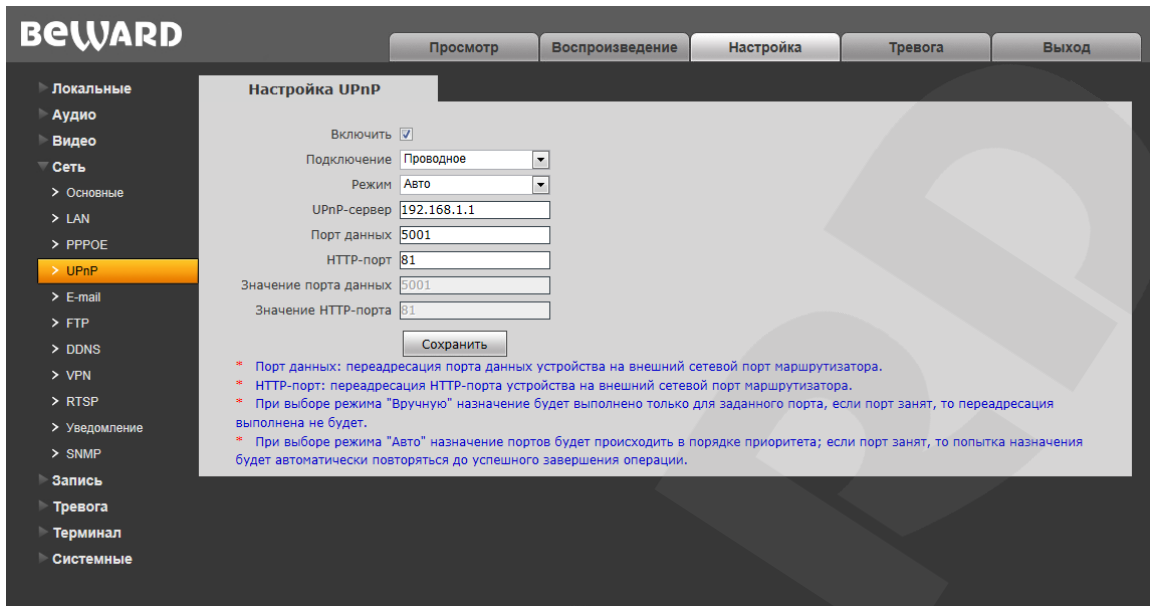 BEWARD
Просмотр
Воспроизведение
Настройка
Тревога
Выход
Локальные
Аудио
Видео
Сеть
Основные
LAN
PPPOE
UPnP
E-mail
FTP
DDNS
VPN
RTSP
Уведомление
SNMP
Запись
Тревога
Терминал
Системные
Настройка UPnP
Включить
Подключение Проводное
Режим Авто
UPnP-сервер 192.168.1.1
Порт данных 5001
HTTP-порт 81
Значение порта данных 5001
Значение HTTP-порта 81
Сохранить
* Порт данных: переадресация порта данных устройства на внешний сетевой порт маршрутизатора.
* HTTP-порт: переадресация HTTP-порта устройства на внешний сетевой порт маршрутизатора.
* При выборе режима "Вручную" назначение будет выполнено только для заданного порта, если порт занят, то переадресация
выполнена не будет.
* При выборе режима "Авто" назначение портов будет происходить в порядке приоритета; если порт занят, то попытка назначения
будет автоматически повторяться до успешного завершения операции.